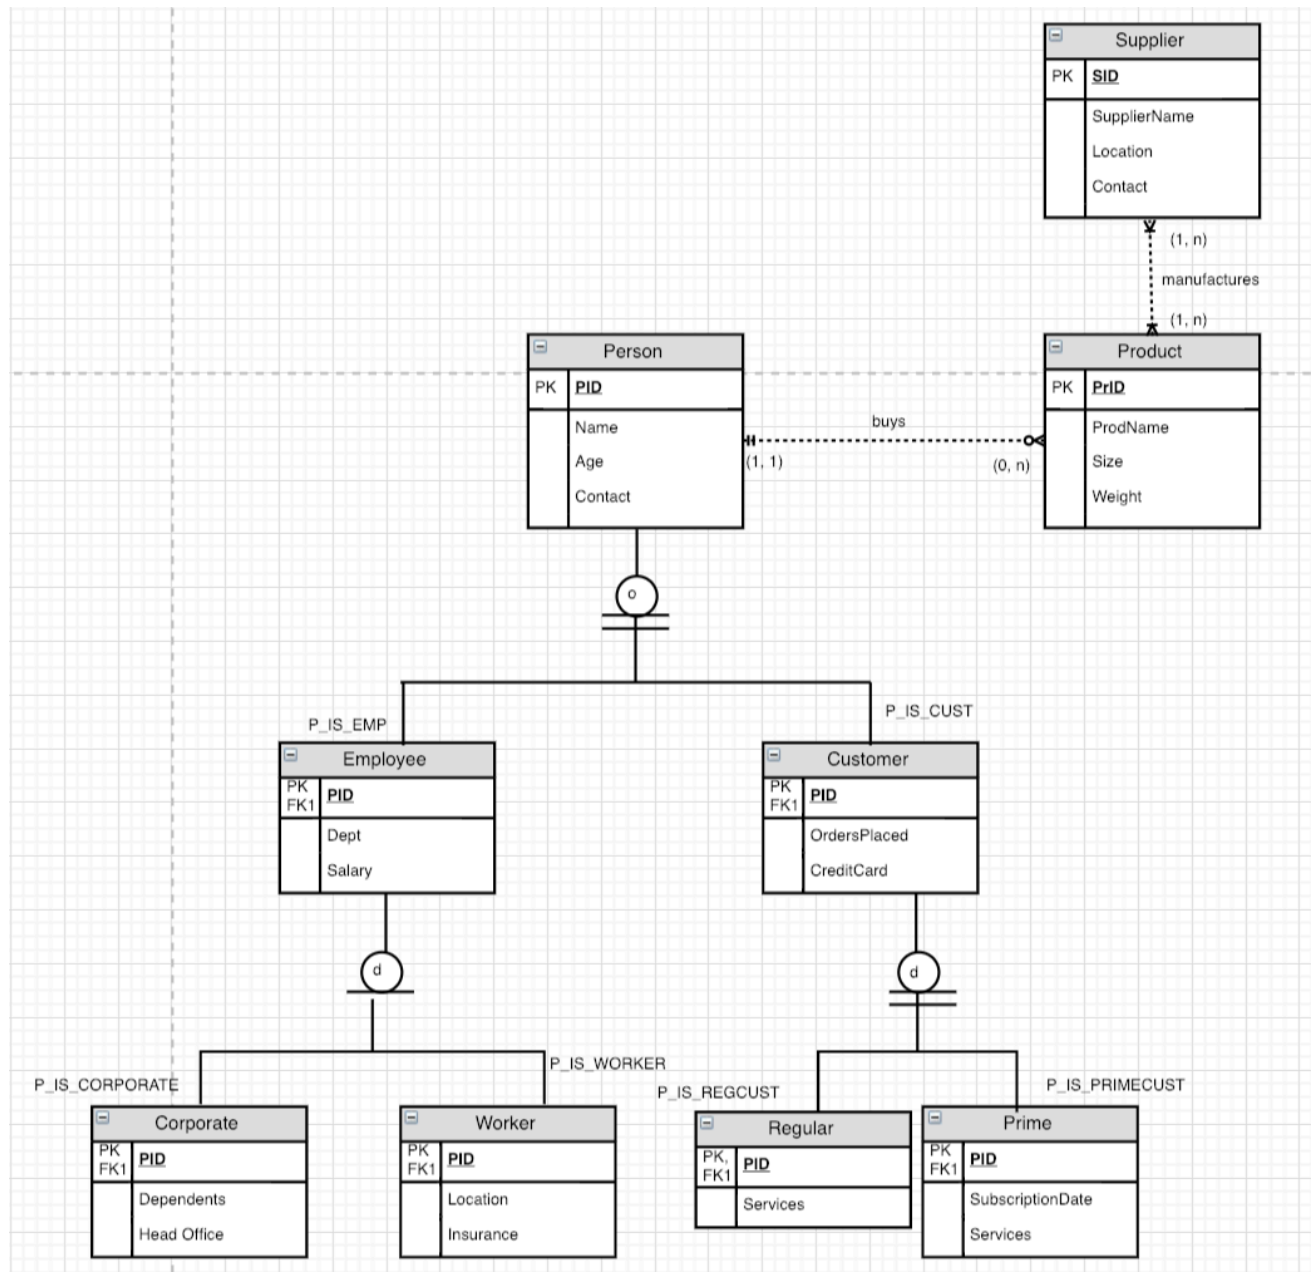 Supplier
PK SID
SupplierName
Location
Contact
(1, n)
manufactures
(1, n)
Person
PK PID
Name
Age
Contact
buys
(1, 1)
(0, n)
Product
PK PrID
ProdName
Size
Weight
o
P_IS_EMP
P_IS_CUST
Employee
PK
FK1 PID
Dept
Salary
Customer
PK
FK1 PID
OrdersPlaced
CreditCard
d
d
P_IS_CORPORATE
P_IS_WORKER
P_IS_REGCUST
P_IS_PRIMECUST
Corporate
PK
FK1 PID
Dependents
Head Office
Worker
PK
FK1 PID
Location
Insurance
Regular
PK,
FK1 PID
Services
Prime
PK
FK1 PID
SubscriptionDate
Services